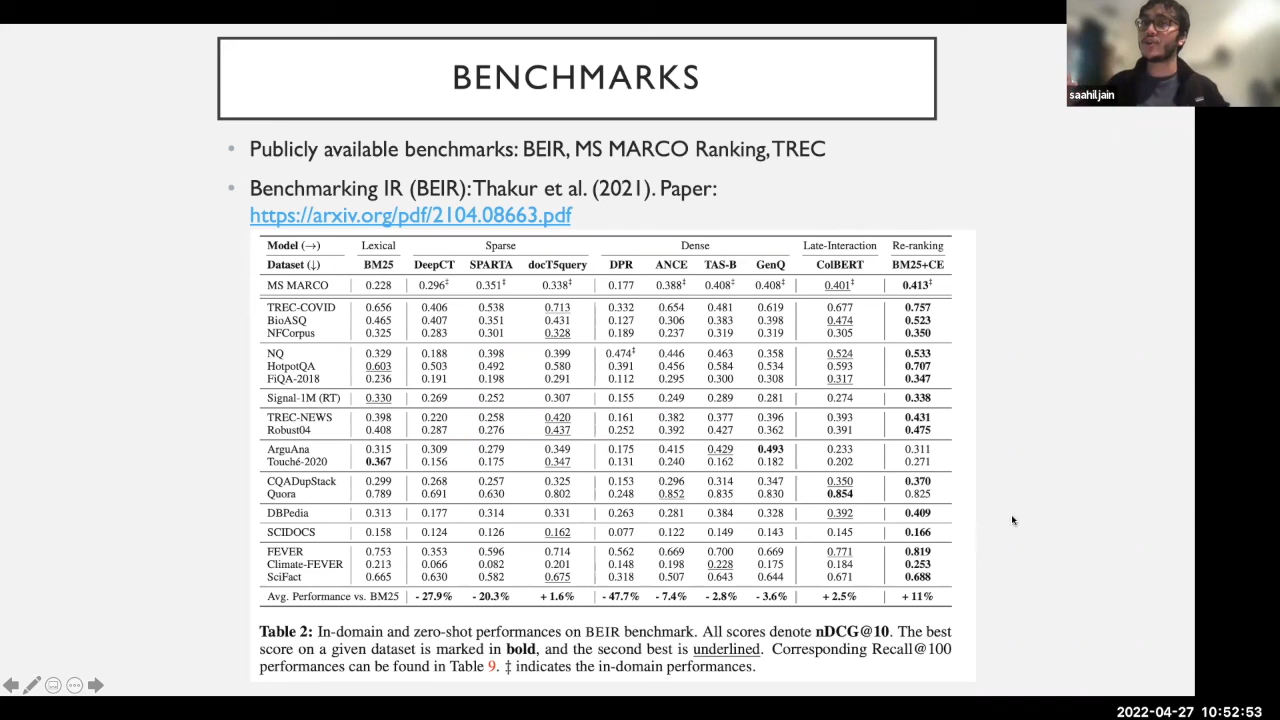 BENCHMARKS
saahil jain
• Publicly available benchmarks: BEIR, MS MARCO Ranking, TREC
• Benchmarking IR (BEIR): Thakur et al. (2021). Paper:
https://arxiv.org/pdf/2104.08663.pdf
Model (→) Lexical Sparse Dense Late-Interaction Re-ranking
Dataset (↓) BM25 DeepCT SPARTA docT5query DPR ANCE TAS-B GenQ ColBERT BM25+CE
MS MARCO 0.228 0.296‡ 0.351‡ 0.338‡ 0.177 0.388‡ 0.408‡ 0.408‡ 0.401‡ 0.413‡
TREC-COVID 0.656 0.406 0.538 0.713 0.332 0.654 0.481 0.619 0.677 0.757
BioASQ 0.465 0.407 0.351 0.431 0.127 0.306 0.383 0.398 0.474 0.523
NFCorpus 0.325 0.283 0.301 0.328 0.189 0.237 0.319 0.319 0.305 0.350
NQ 0.329 0.188 0.398 0.399 0.474‡ 0.446 0.463 0.358 0.524 0.533
HotpotQA 0.603 0.503 0.492 0.580 0.391 0.456 0.584 0.534 0.593 0.707
FiQA-2018 0.236 0.191 0.198 0.291 0.112 0.295 0.300 0.308 0.317 0.347
Signal-1M (RT) 0.330 0.269 0.252 0.307 0.155 0.249 0.289 0.281 0.274 0.338
TREC-NEWS 0.398 0.220 0.258 0.420 0.161 0.382 0.377 0.396 0.393 0.431
Robust04 0.408 0.287 0.276 0.437 0.252 0.392 0.427 0.362 0.391 0.475
ArguAna 0.315 0.309 0.279 0.349 0.175 0.415 0.429 0.493 0.233 0.311
Touché-2020 0.367 0.156 0.175 0.347 0.131 0.240 0.162 0.182 0.202 0.271
CQADupStack 0.299 0.268 0.257 0.325 0.153 0.296 0.314 0.347 0.350 0.370
Quora 0.789 0.691 0.630 0.802 0.248 0.852 0.835 0.830 0.854 0.825
DBPedia 0.313 0.177 0.314 0.331 0.263 0.281 0.384 0.328 0.392 0.409
SCIDOCS 0.158 0.124 0.126 0.162 0.077 0.122 0.149 0.143 0.145 0.166
FEVER 0.753 0.353 0.596 0.714 0.562 0.669 0.700 0.669 0.771 0.819
Climate-FEVER 0.213 0.066 0.082 0.201 0.148 0.198 0.228 0.175 0.184 0.253
SciFact 0.665 0.630 0.582 0.675 0.318 0.507 0.643 0.644 0.671 0.688
Avg. Performance vs. BM25 - 27.9% - 20.3% + 1.6% - 47.7% - 7.4% - 2.8% - 3.6% + 2.5% + 11%
Table 2: In-domain and zero-shot performances on BEIR benchmark. All scores denote nDCG@10. The best
score on a given dataset is marked in bold, and the second best is underlined. Corresponding Recall@100
performances can be found in Table 9. ‡ indicates the in-domain performances.
2022-04-27 10:52:53